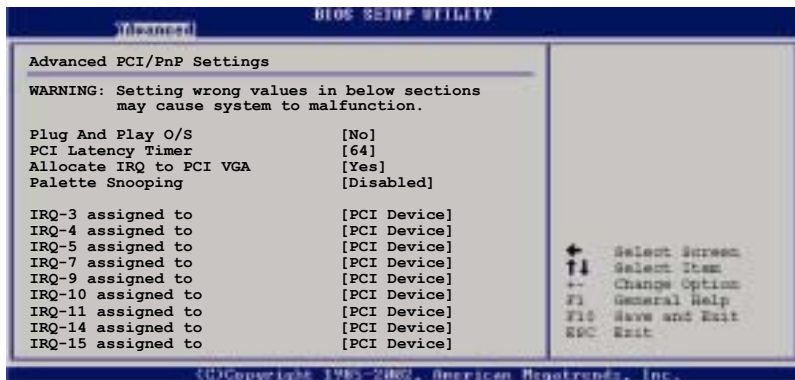 BIOS SETUP UTILITY
Advanced
Advanced PCI/PnP Settings
WARNING: Setting wrong values in below sections
may cause system to malfunction.
Plug And Play O/S [No]
PCI Latency Timer [64]
Allocate IRQ to PCI VGA [Yes]
Palette Snooping [Disabled]
IRQ-3 assigned to [PCI Device]
IRQ-4 assigned to [PCI Device]
IRQ-5 assigned to [PCI Device]
IRQ-7 assigned to [PCI Device]
IRQ-9 assigned to [PCI Device]
IRQ-10 assigned to [PCI Device]
IRQ-11 assigned to [PCI Device]
IRQ-14 assigned to [PCI Device]
IRQ-15 assigned to [PCI Device]
← Select Screen
↑↓ Select Item
+- Change Option
F1 General Help
F10 Save and Exit
ESC Exit
(C)Copyright 1985-2002, American Megatrends, Inc.